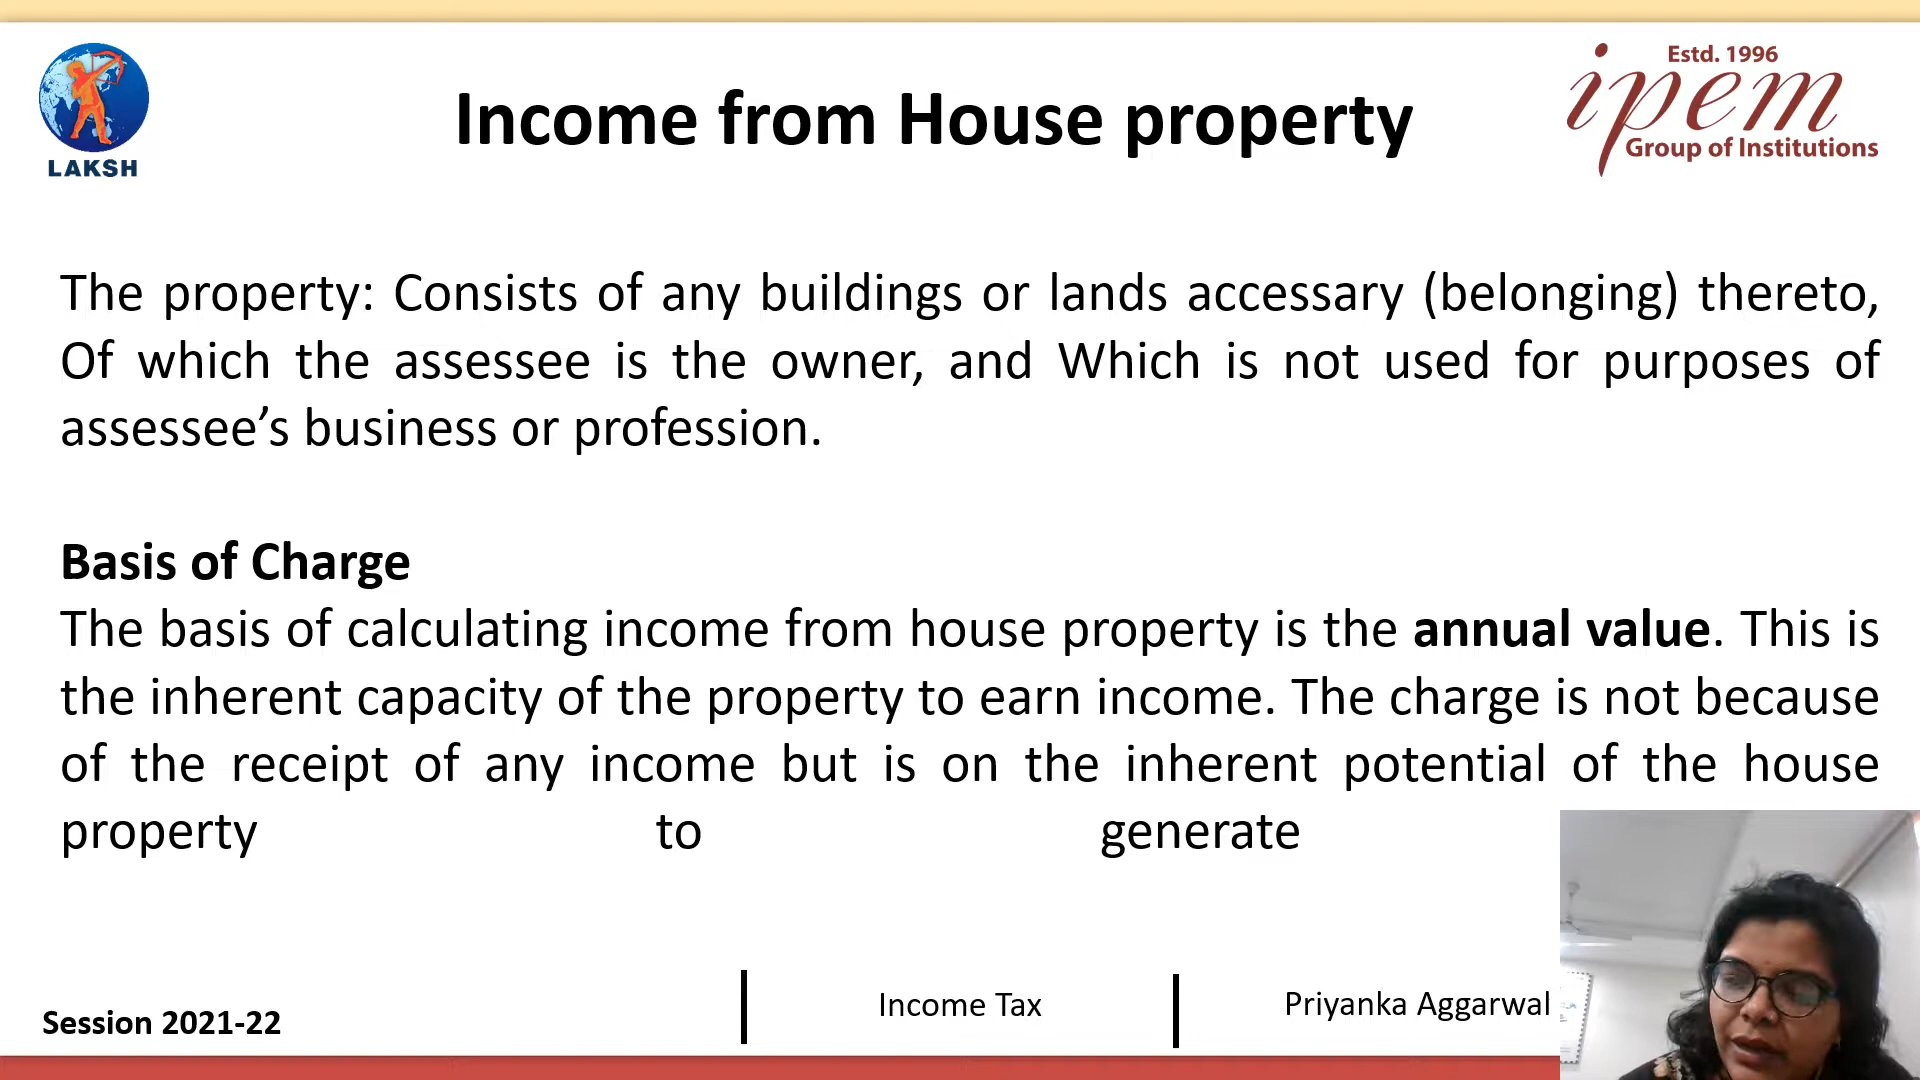 LAKSH
Income from House property
Estd. 1996
ipem
Group of Institutions
The property: Consists of any buildings or lands accessary (belonging) thereto,
Of which the assessee is the owner, and Which is not used for purposes of
assessee’s business or profession.
Basis of Charge
The basis of calculating income from house property is the annual value. This is
the inherent capacity of the property to earn income. The charge is not because
of the receipt of any income but is on the inherent potential of the house
property to generate
Session 2021-22
Income Tax
Priyanka Aggarwal